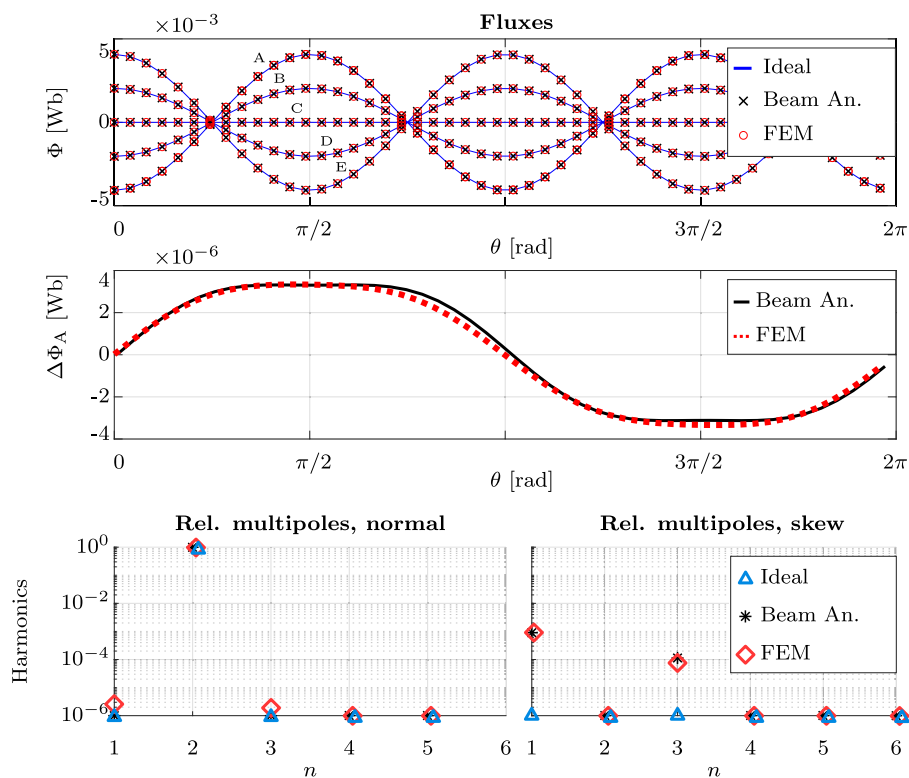 ×10⁻³
Fluxes
Φ [Wb]
5
0
-5
A
B
C
D
E
Ideal
Beam An.
FEM
0
π/2
3π/2
2π
θ [rad]
×10⁻⁶
ΔΦ_A [Wb]
4
2
0
-2
-4
Beam An.
FEM
0
π/2
3π/2
2π
θ [rad]
Rel. multipoles, normal
Harmonics
10⁰
10⁻²
10⁻⁴
10⁻⁶
1 2 3 4 5 6
n
Rel. multipoles, skew
Ideal
Beam An.
FEM
1 2 3 4 5 6
n